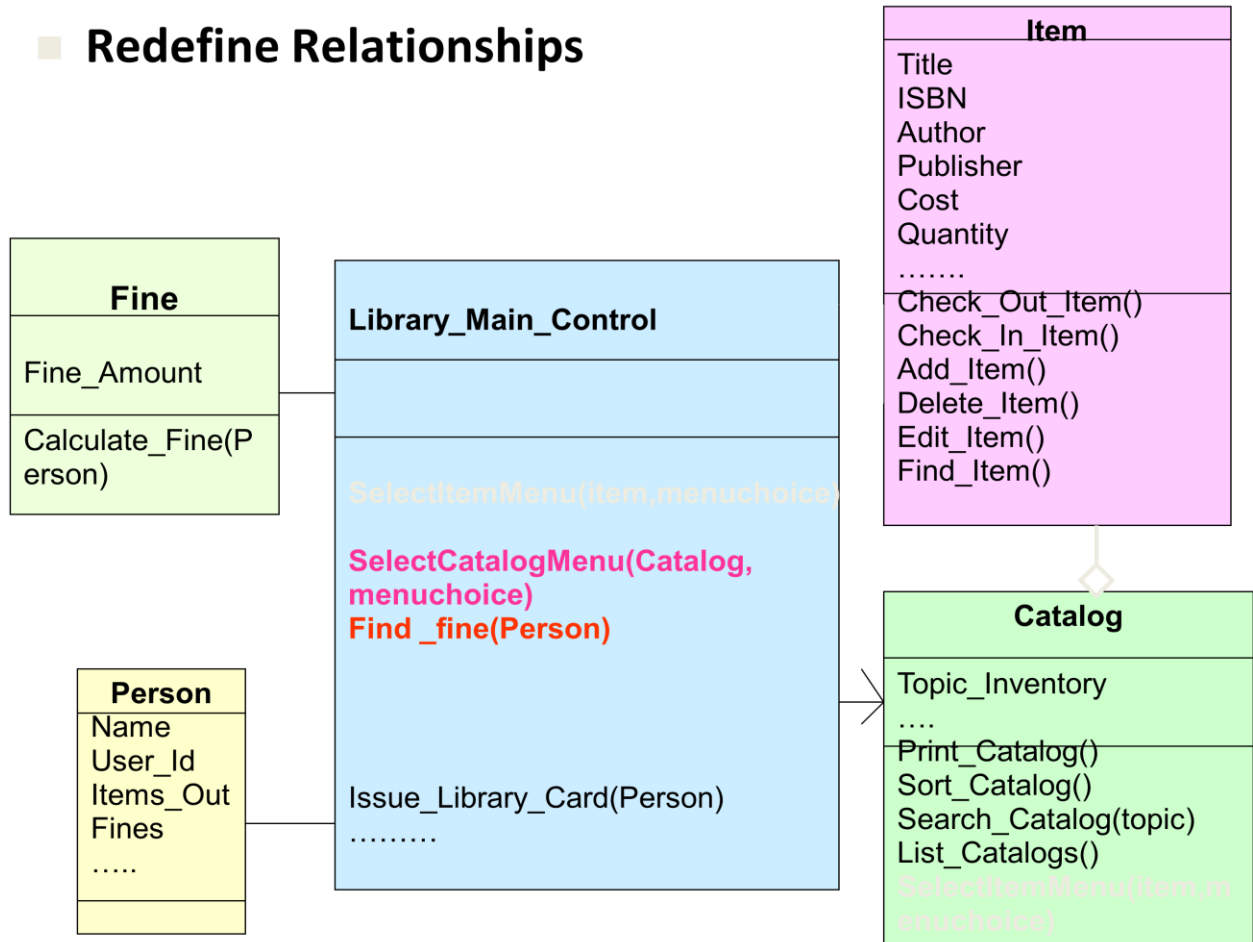 Redefine Relationships
Item
Title
ISBN
Author
Publisher
Cost
Quantity
…….
Check_Out_Item()
Check_In_Item()
Add_Item()
Delete_Item()
Edit_Item()
Find_Item()
Fine
Fine_Amount
Calculate_Fine(P
erson)
Library_Main_Control
SelectItemMenu(item,menuchoice)
SelectCatalogMenu(Catalog,
menuchoice)
Find _fine(Person)
Issue_Library_Card(Person)
………
Person
Name
User_Id
Items_Out
Fines
…..
Catalog
Topic_Inventory
….
Print_Catalog()
Sort_Catalog()
Search_Catalog(topic)
List_Catalogs()
SelectItemMenu(item,m
enuchoice)